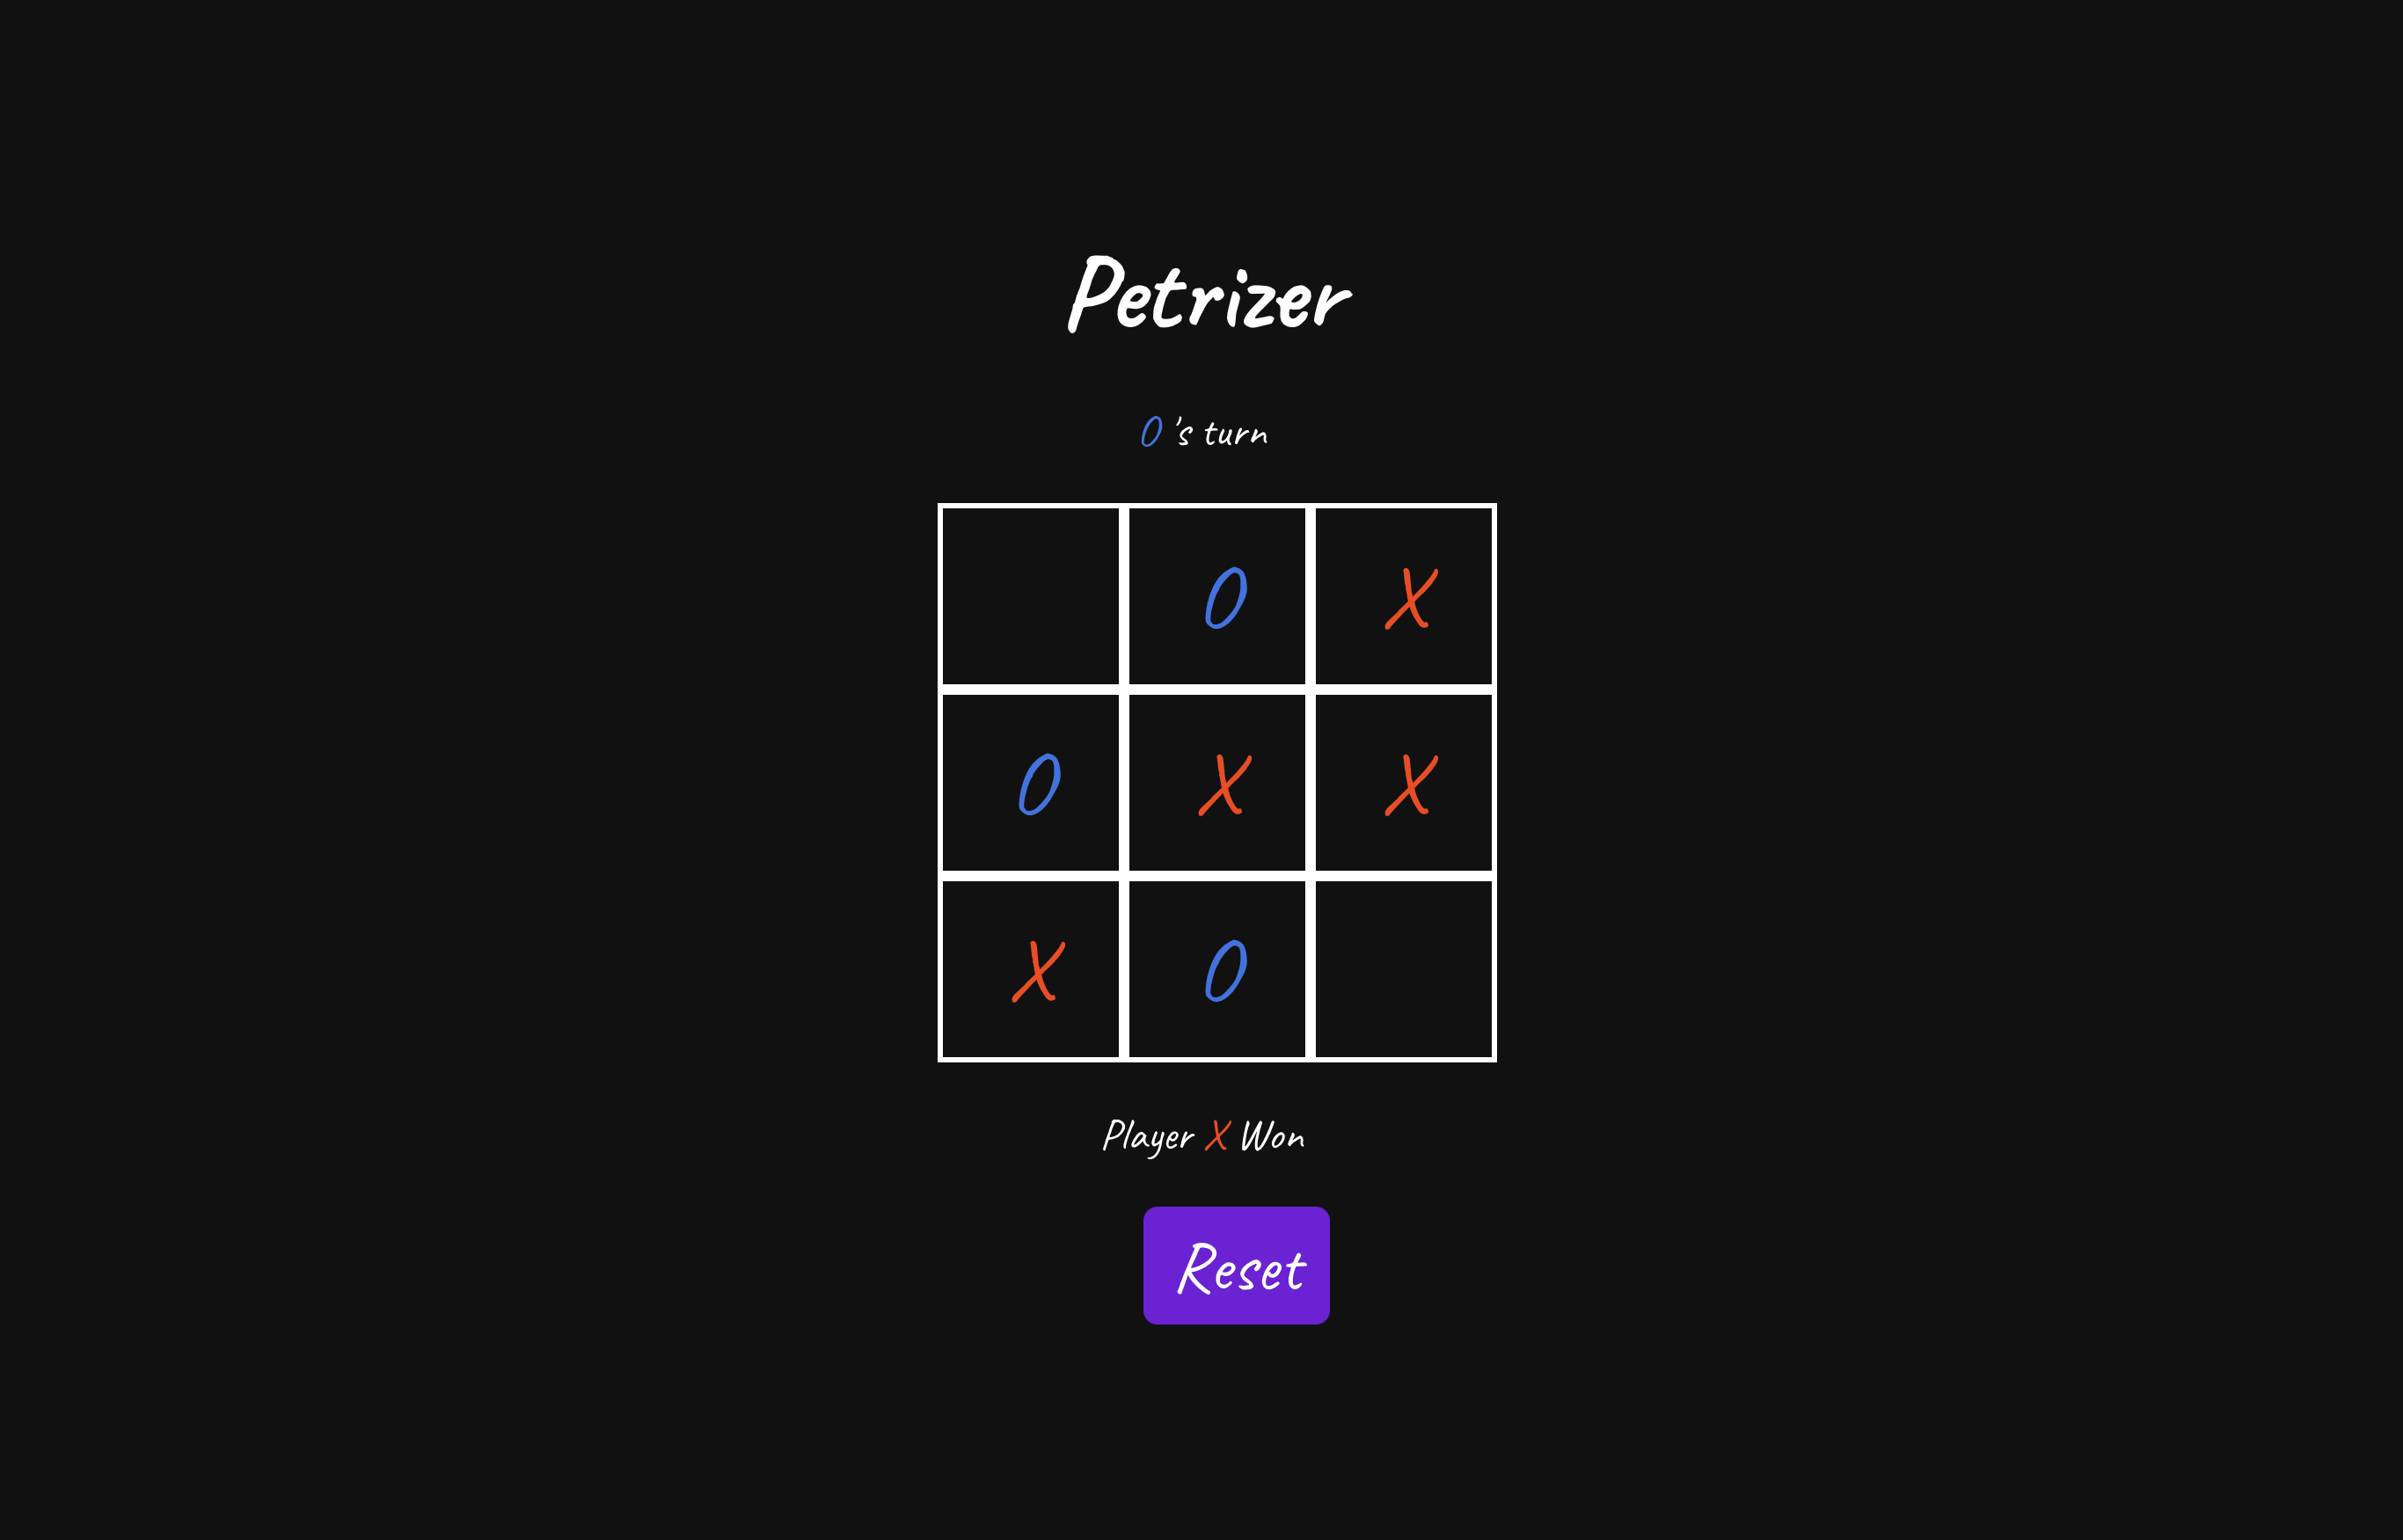 Petrizer
O's turn
O X
O X X
X O
Player X Won
Reset